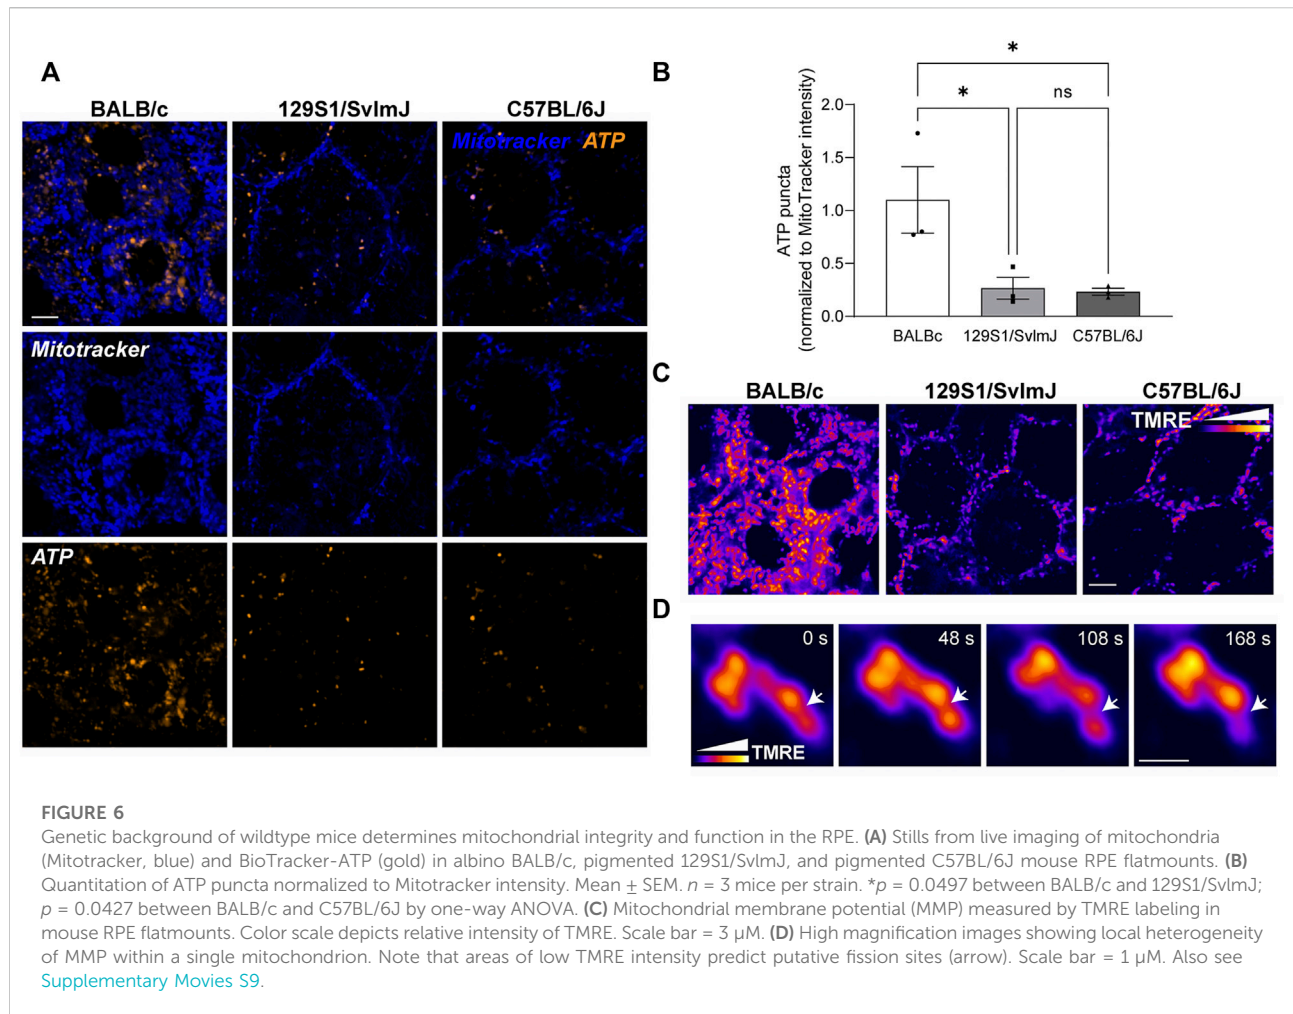 A
BALB/c
129S1/SvImJ
C57BL/6J
Mitotracker ATP
Mitotracker
ATP
B
*
*
ns
ATP puncta
(normalized to MitoTracker intensity)
2.0
1.5
1.0
0.5
0.0
BALBc
129S1/SvImJ
C57BL/6J
C
BALB/c
129S1/SvImJ
C57BL/6J
TMRE
D
0 s
48 s
108 s
168 s
TMRE
FIGURE 6
Genetic background of wildtype mice determines mitochondrial integrity and function in the RPE. (A) Stills from live imaging of mitochondria
(Mitotracker, blue) and BioTracker-ATP (gold) in albino BALB/c, pigmented 129S1/SvlmJ, and pigmented C57BL/6J mouse RPE flatmounts. (B)
Quantitation of ATP puncta normalized to Mitotracker intensity. Mean ± SEM. n = 3 mice per strain. *p = 0.0497 between BALB/c and 129S1/SvlmJ;
p = 0.0427 between BALB/c and C57BL/6J by one-way ANOVA. (C) Mitochondrial membrane potential (MMP) measured by TMRE labeling in
mouse RPE flatmounts. Color scale depicts relative intensity of TMRE. Scale bar = 3 μM. (D) High magnification images showing local heterogeneity
of MMP within a single mitochondrion. Note that areas of low TMRE intensity predict putative fission sites (arrow). Scale bar = 1 μM. Also see
Supplementary Movies S9.